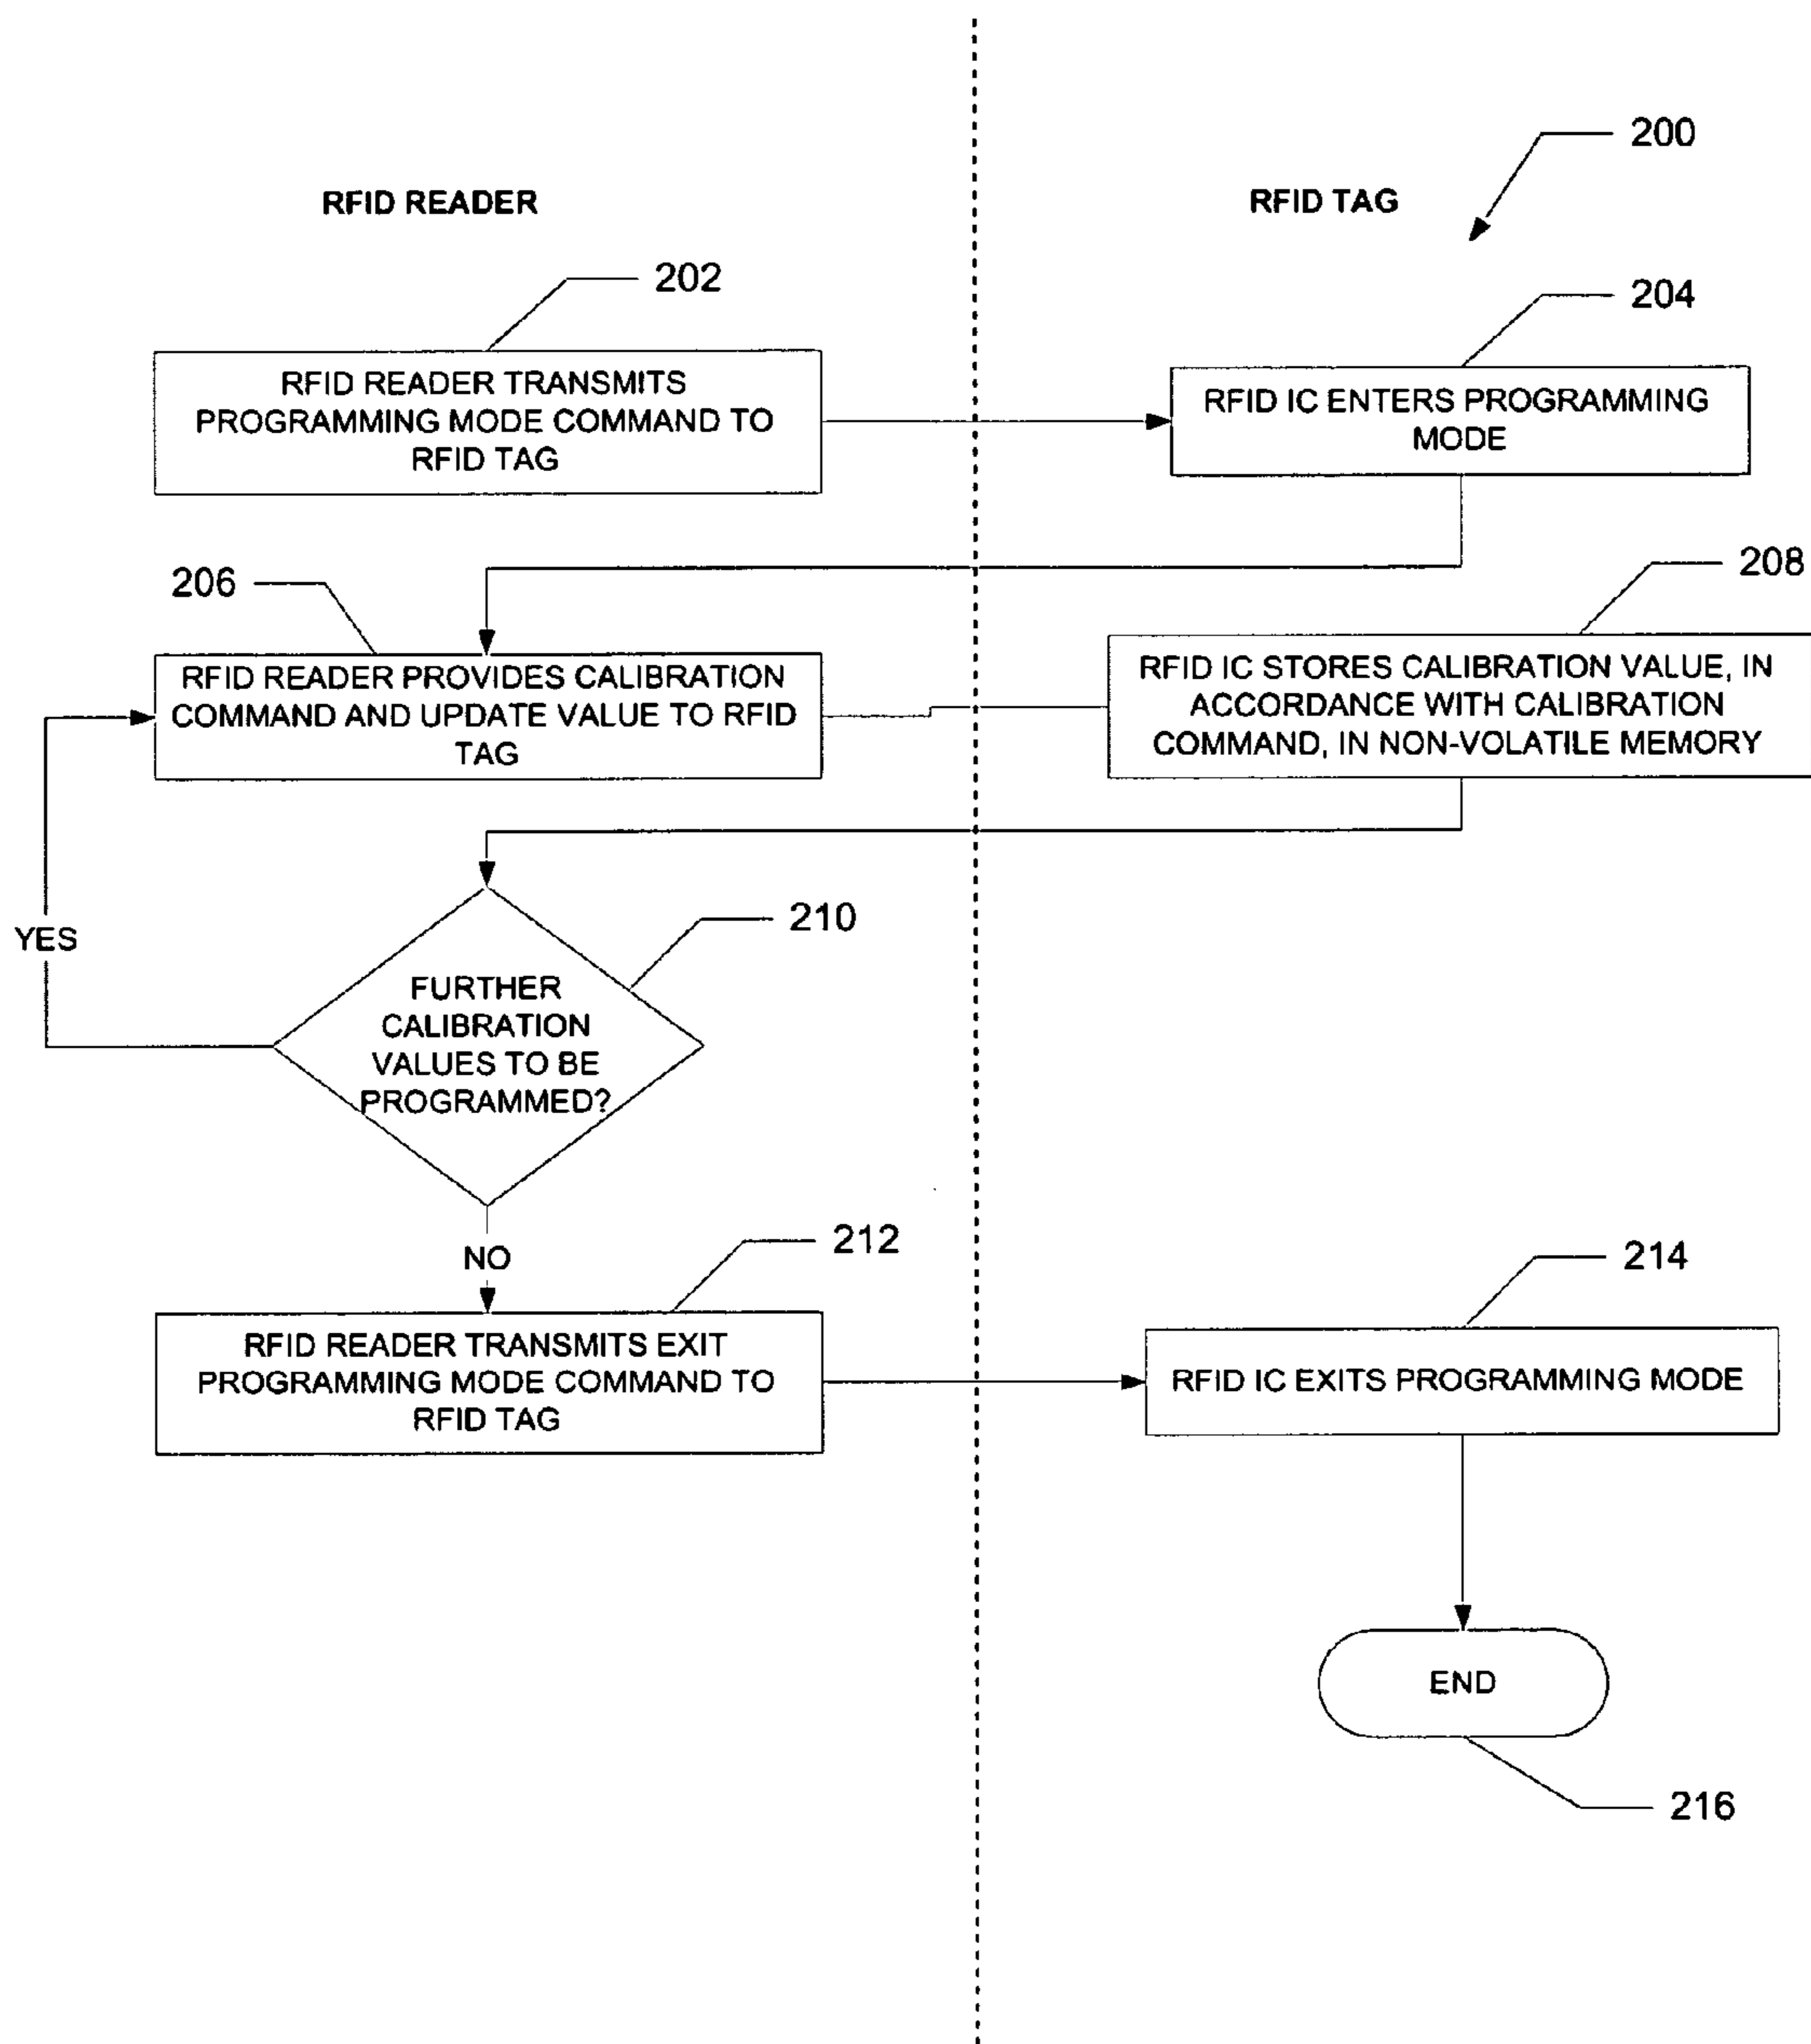 200
RFID READER
RFID TAG
202
204
RFID READER TRANSMITS
PROGRAMMING MODE COMMAND TO
RFID TAG
RFID IC ENTERS PROGRAMMING
MODE
206
208
RFID READER PROVIDES CALIBRATION
COMMAND AND UPDATE VALUE TO RFID
TAG
RFID IC STORES CALIBRATION VALUE, IN
ACCORDANCE WITH CALIBRATION
COMMAND, IN NON-VOLATILE MEMORY
YES
210
FURTHER
CALIBRATION
VALUES TO BE
PROGRAMMED?
NO
212
214
RFID READER TRANSMITS EXIT
PROGRAMMING MODE COMMAND TO
RFID TAG
RFID IC EXITS PROGRAMMING MODE
END
216